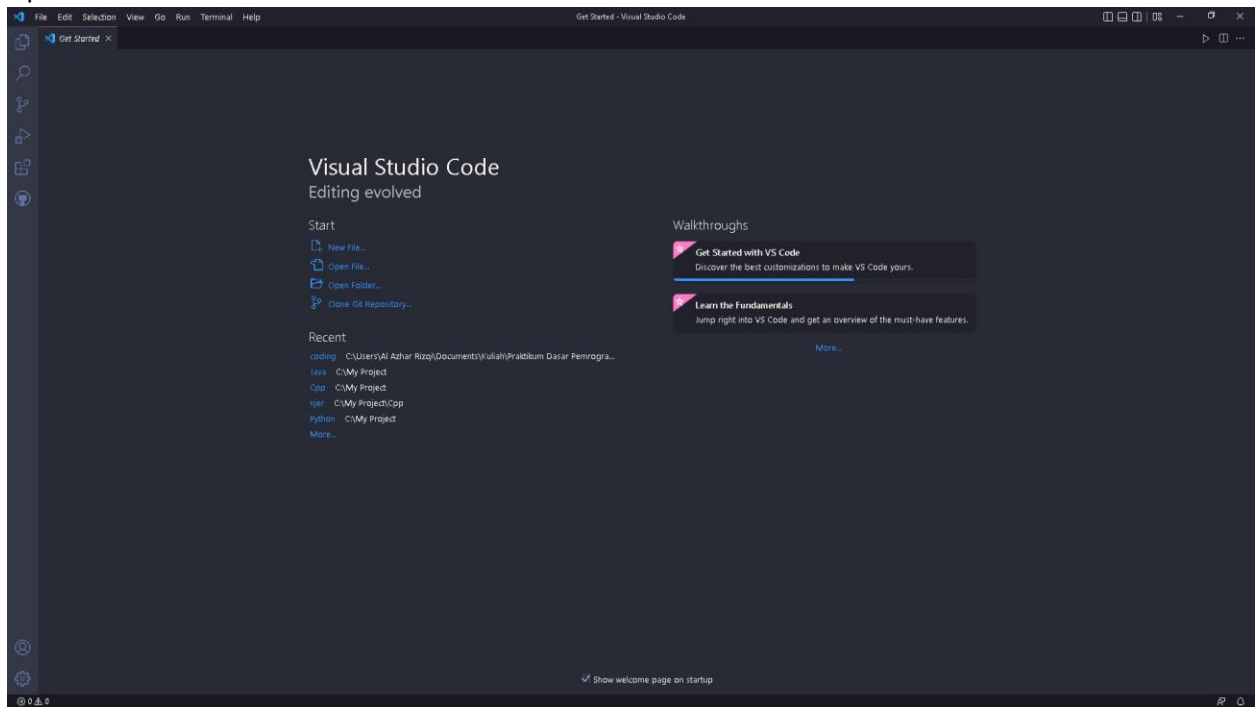 File Edit Selection View Go Run Terminal Help
Get Started - Visual Studio Code
Get Started
Visual Studio Code
Editing evolved
Start
New File...
Open File...
Open Folder...
Clone Git Repository...
Recent
coding C:\Users\Al Azhar Rizqi\Documents\Kuliah\Praktikum Dasar Pemrogra...
Java C:\My Project
Cpp C:\My Project
njer C:\My Project\Cpp
Python C:\My Project
More...
Walkthroughs
Get Started with VS Code
Discover the best customizations to make VS Code yours.
Learn the Fundamentals
Jump right into VS Code and get an overview of the must-have features.
More...
Show welcome page on startup
0 0